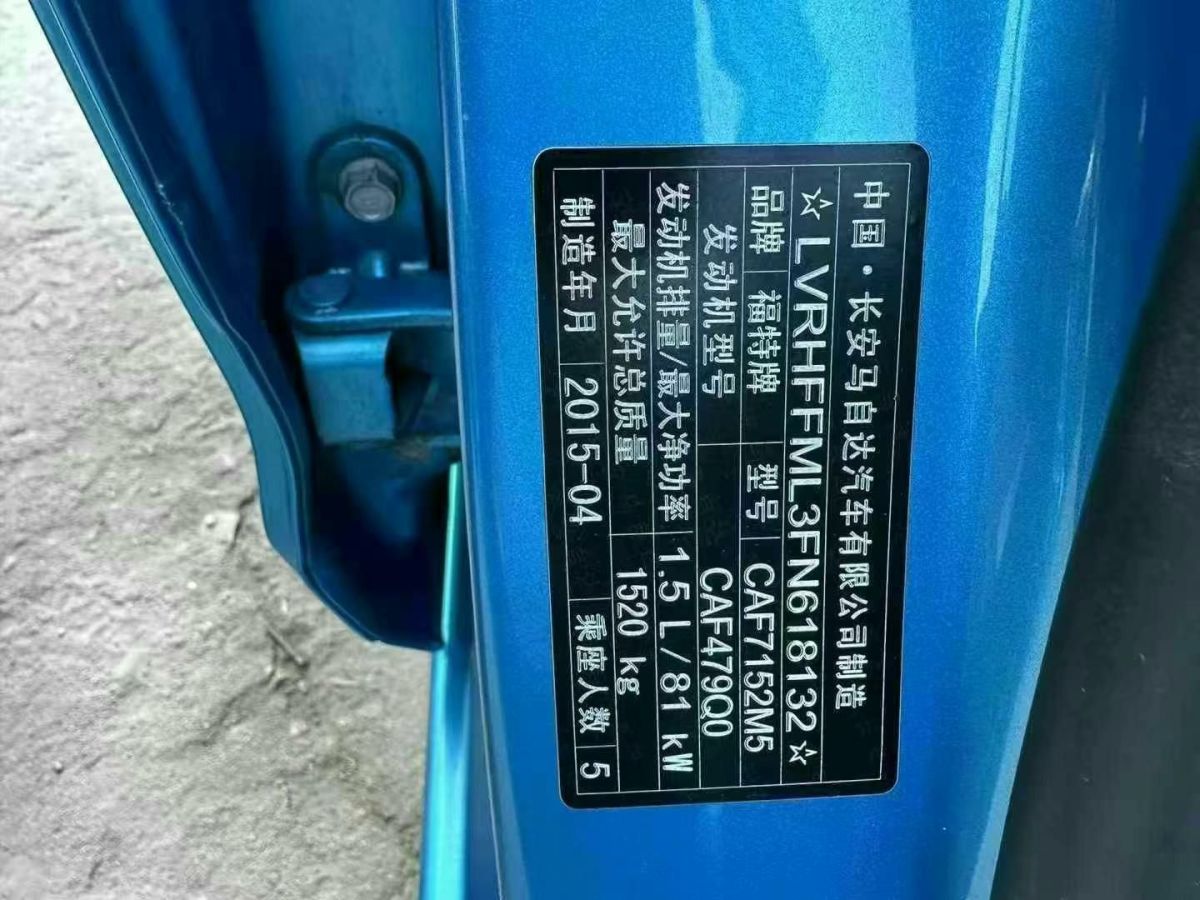 中国·长安马自达汽车有限公司制造
☆LVRHFFML3FN618132☆
品牌 福特牌 型号 CAF7152M5
发动机型号 CAF479Q0
发动机排量/最大净功率 1.5 L/81 kW
最大允许总质量 1520 kg
制造年月 2015-04 乘座人数 5